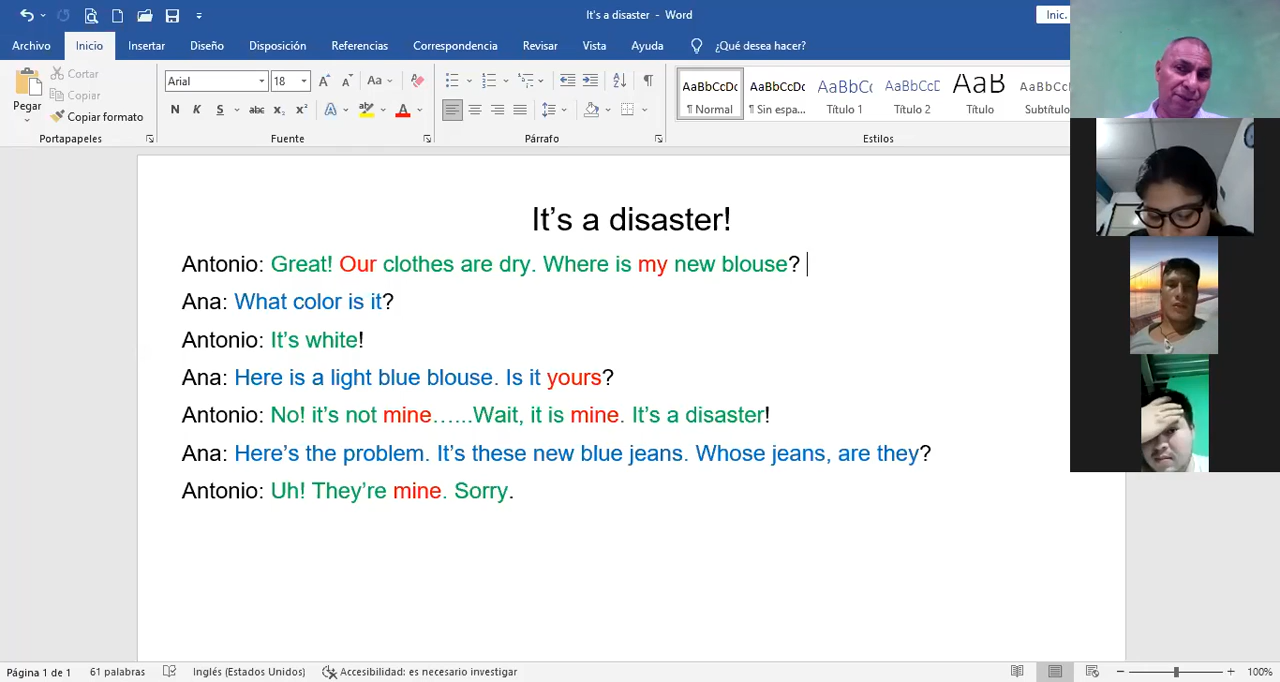 It's a disaster - Word
Inic.
Archivo Inicio Insertar Diseño Disposición Referencias Correspondencia Revisar Vista Ayuda ¿Qué desea hacer?
Pegar
Cortar
Copiar
Copiar formato
Portapapeles
Arial 18
Aa
N K S abc x₂ x² A A
Fuente
Párrafo
AaBbCcDc AaBbCcDc AaBbCc AaBbCcD AaB AaBbCcD
¶ Normal ¶ Sin espa... Título 1 Título 2 Título Subtítulo
Estilos
It's a disaster!
Antonio: Great! Our clothes are dry. Where is my new blouse?
Ana: What color is it?
Antonio: It's white!
Ana: Here is a light blue blouse. Is it yours?
Antonio: No! it's not mine…...Wait, it is mine. It's a disaster!
Ana: Here's the problem. It's these new blue jeans. Whose jeans, are they?
Antonio: Uh! They're mine. Sorry.
Página 1 de 1 61 palabras Inglés (Estados Unidos) Accesibilidad: es necesario investigar 100%